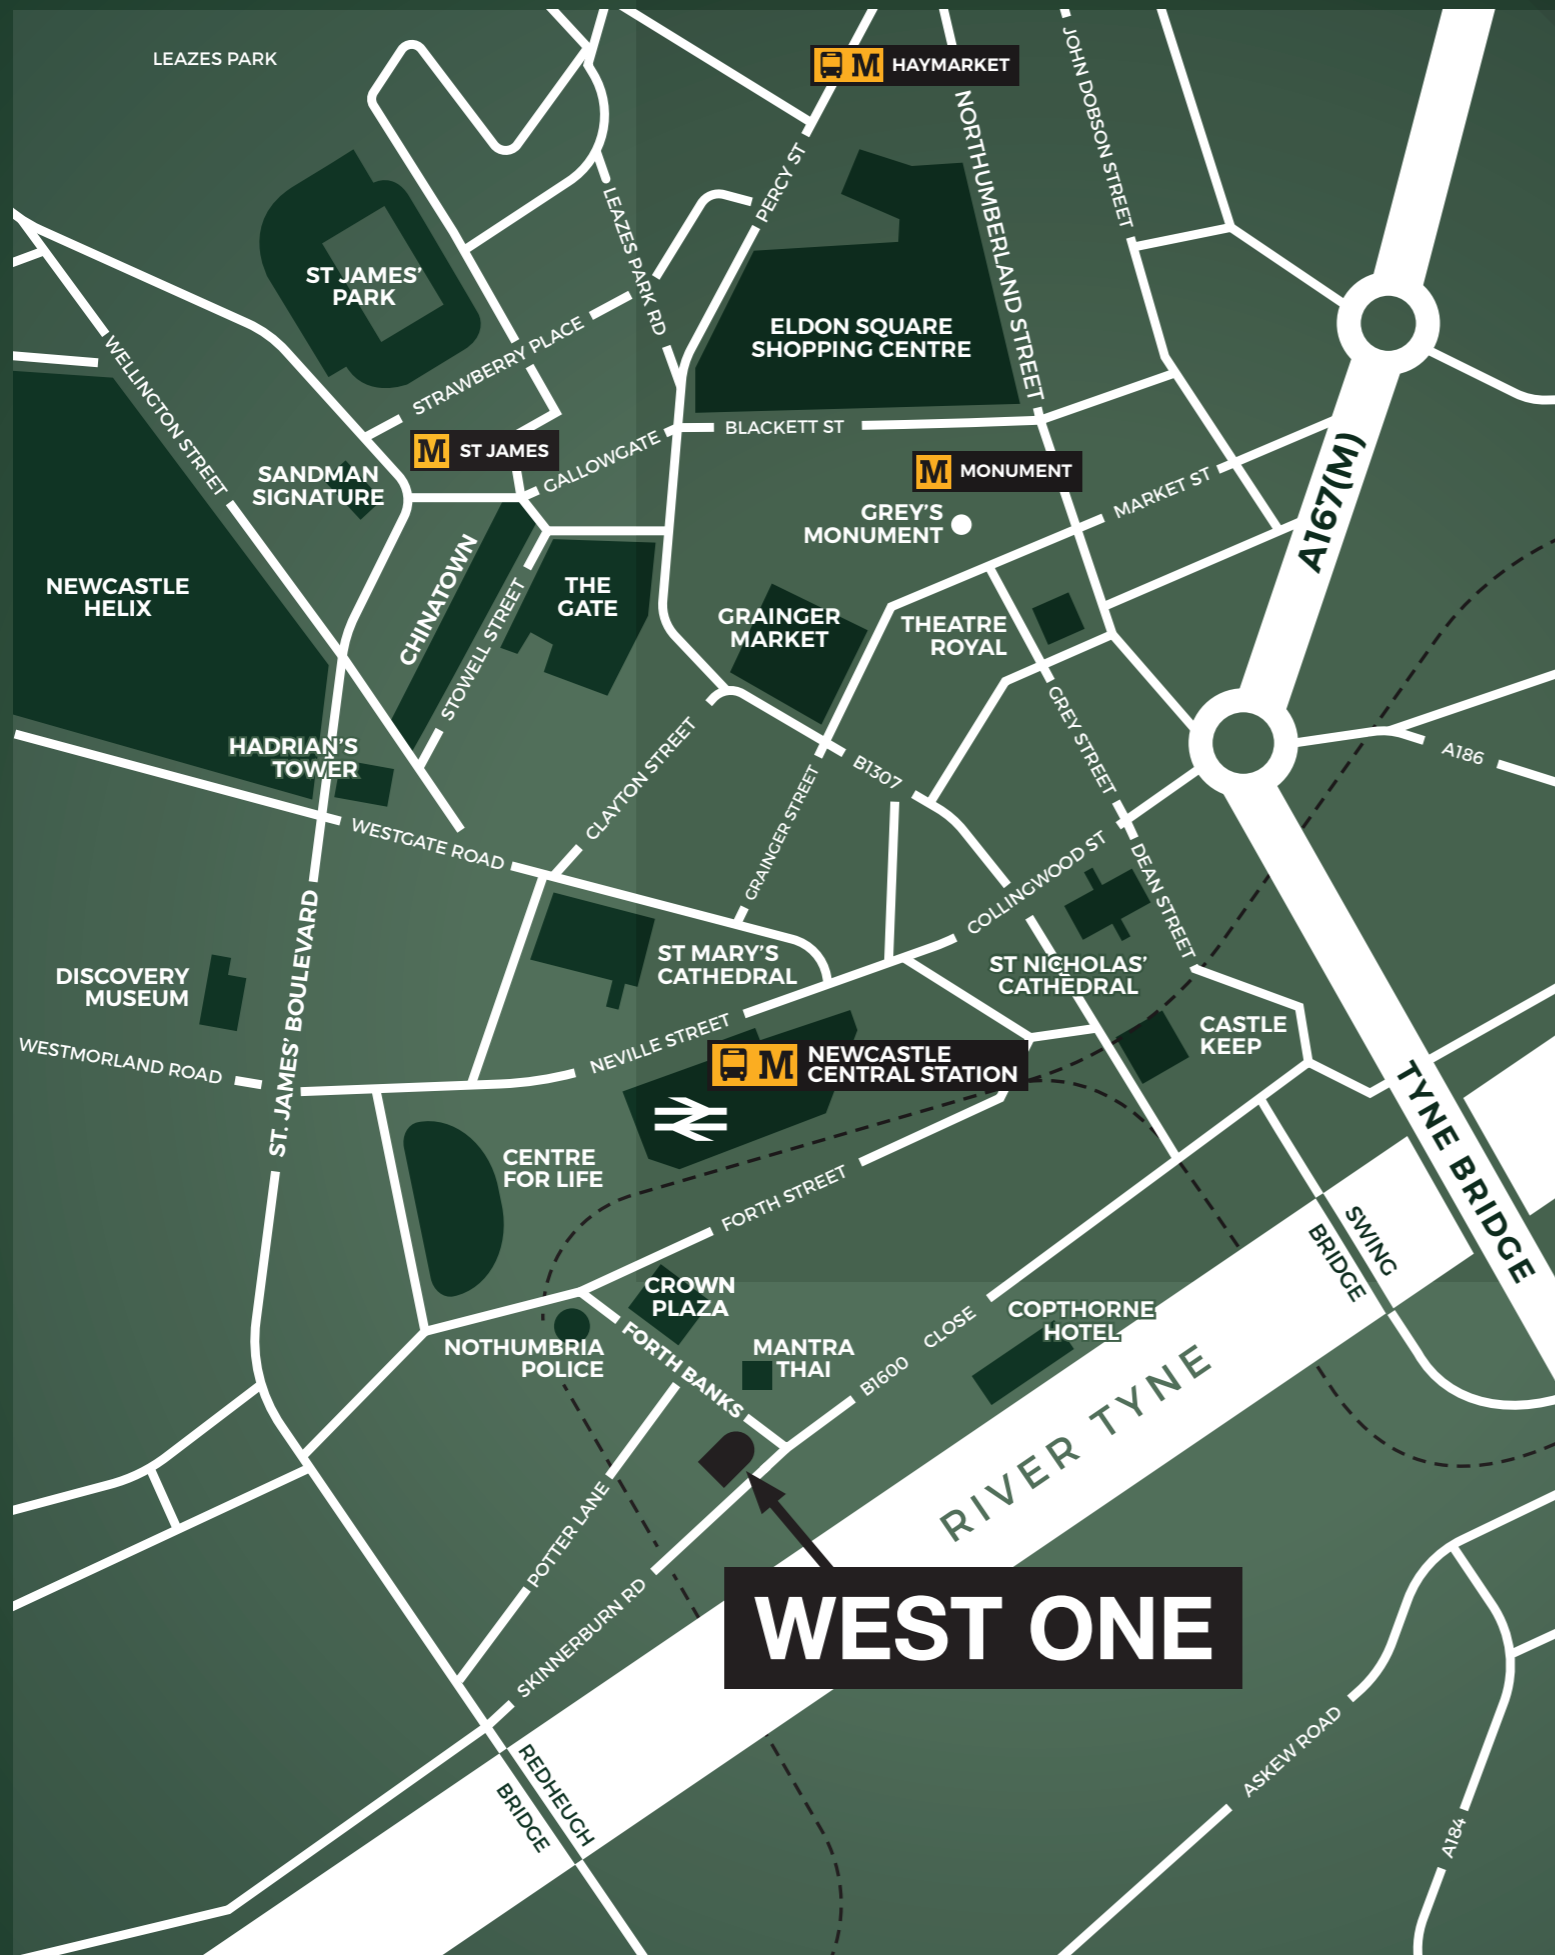 LEAZES PARK
M HAYMARKET
JOHN DOBSON STREET
NORTHUMBERLAND STREET
PERCY ST
LEAZES PARK RD
ST JAMES'
PARK
STRAWBERRY PLACE
ELDON SQUARE
SHOPPING CENTRE
WELLINGTON STREET
BLACKETT ST
M ST JAMES
GALLOWGATE
M MONUMENT
MARKET ST
A167(M)
SANDMAN
SIGNATURE
GREY'S
MONUMENT
NEWCASTLE
HELIX
CHINATOWN
STOWELL STREET
THE
GATE
GRAINGER
MARKET
THEATRE
ROYAL
GREY STREET
HADRIAN'S
TOWER
CLAYTON STREET
B1307
A186
WESTGATE ROAD
GRAINGER STREET
COLLINGWOOD ST
DEAN STREET
ST. JAMES' BOULEVARD
DISCOVERY
MUSEUM
ST MARY'S
CATHEDRAL
ST NICHOLAS'
CATHEDRAL
CASTLE
KEEP
WESTMORLAND ROAD
NEVILLE STREET
M NEWCASTLE
CENTRAL STATION
TYNE BRIDGE
CENTRE
FOR LIFE
FORTH STREET
SWING
BRIDGE
CROWN
PLAZA
COPTHORNE
HOTEL
NOTHUMBRIA
POLICE
FORTH BANKS
MANTRA
THAI
B1600
CLOSE
RIVER TYNE
POTTER LANE
SKINNERBURN RD
WEST ONE
REDHEUGH
BRIDGE
ASKEW ROAD
A184